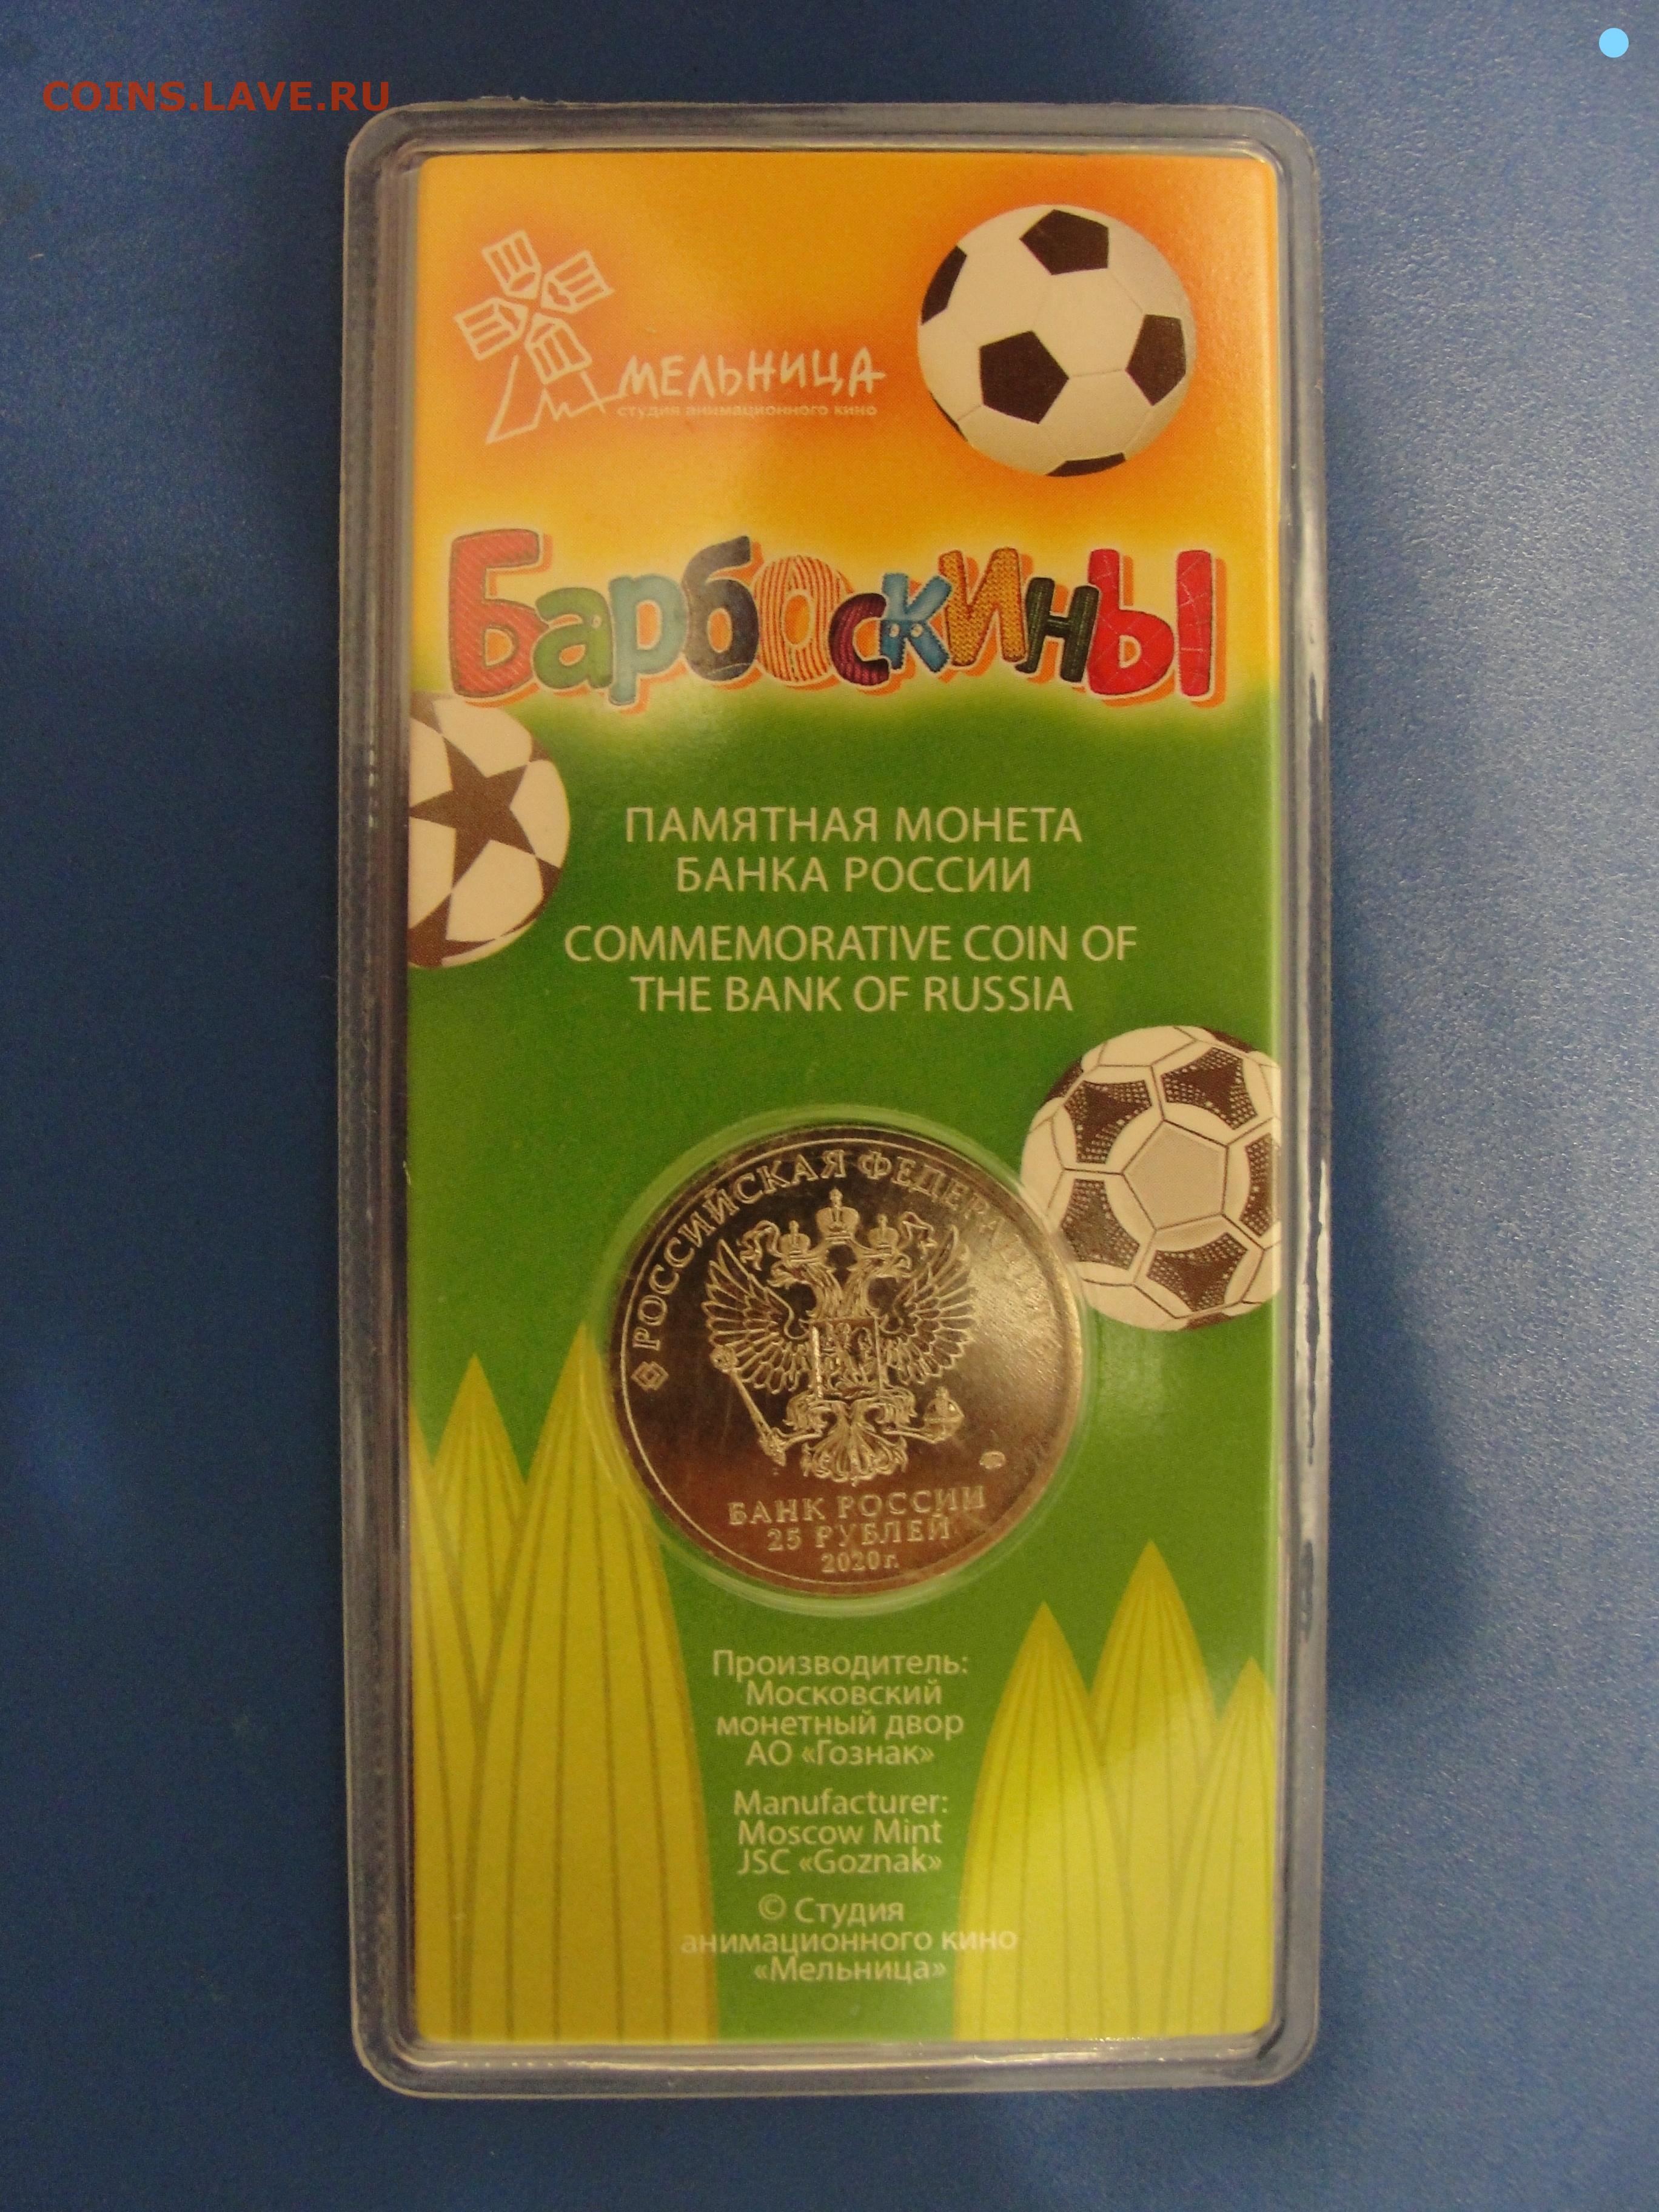 COINS.LAVE.RU
МЕЛЬНИЦА
студия анимационного кино
Барбоскины
ПАМЯТНАЯ МОНЕТА
БАНКА РОССИИ
COMMEMORATIVE COIN OF
THE BANK OF RUSSIA
РОССИЙСКАЯ ФЕДЕРАЦИЯ
БАНК РОССИИ
25 РУБЛЕЙ
2020 г.
Производитель:
Московский
монетный двор
АО «Гознак»
Manufacturer:
Moscow Mint
JSC «Goznak»
© Студия
анимационного кино
«Мельница»